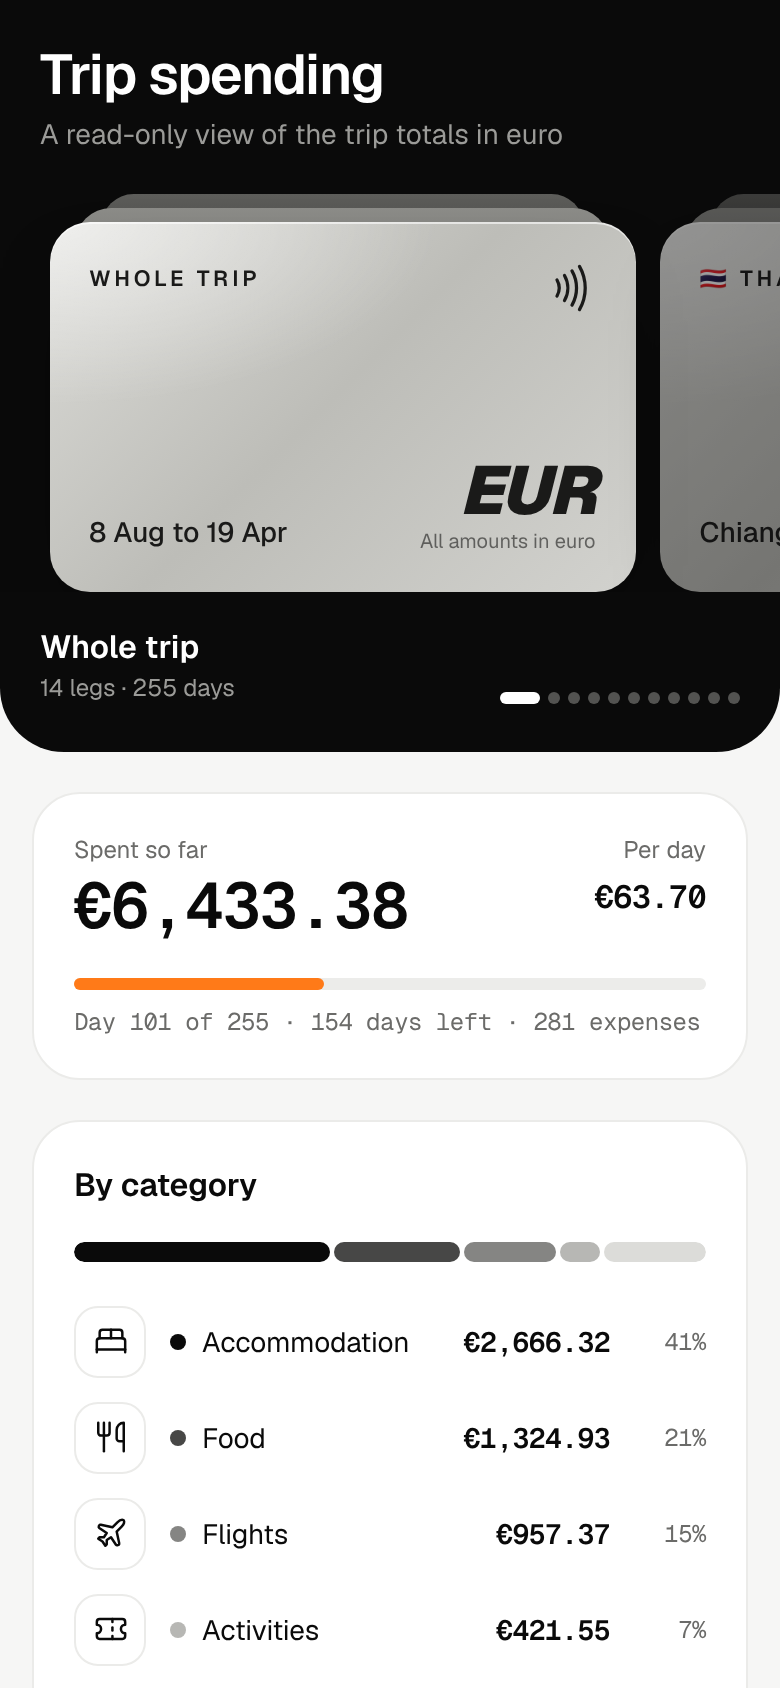 Trip spending
A read-only view of the trip totals in euro
WHOLE TRIP
EUR
8 Aug to 19 Apr
All amounts in euro
Whole trip
14 legs · 255 days
Spent so far
Per day
€6,433.38
€63.70
Day 101 of 255 · 154 days left · 281 expenses
By category
Accommodation €2,666.32 41%
Food €1,324.93 21%
Flights €957.37 15%
Activities €421.55 7%